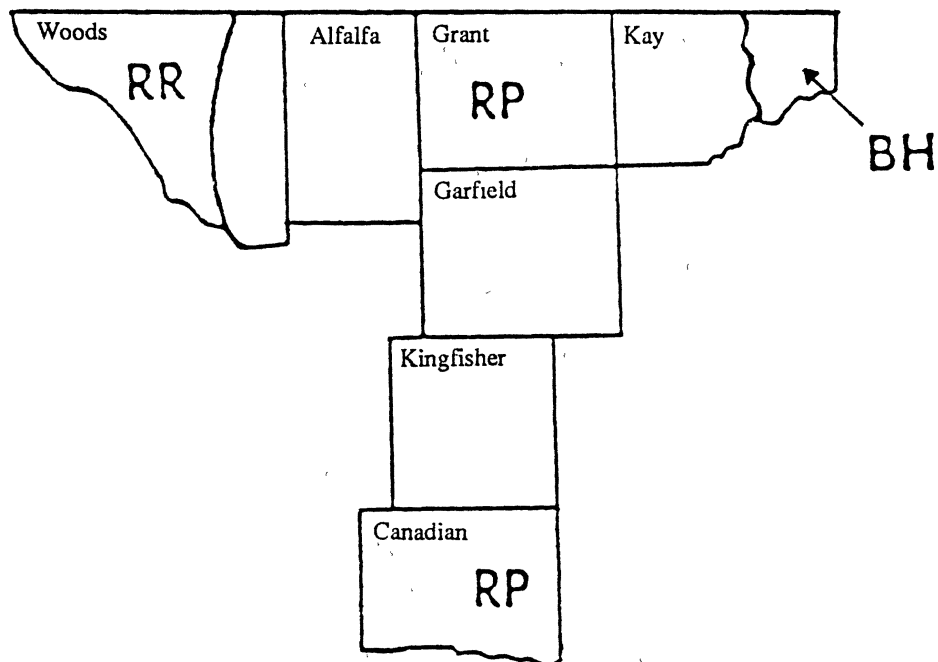 Woods
Alfalfa
Grant
Kay
RR
RP
BH
Garfield
Kingfisher
Canadian
RP